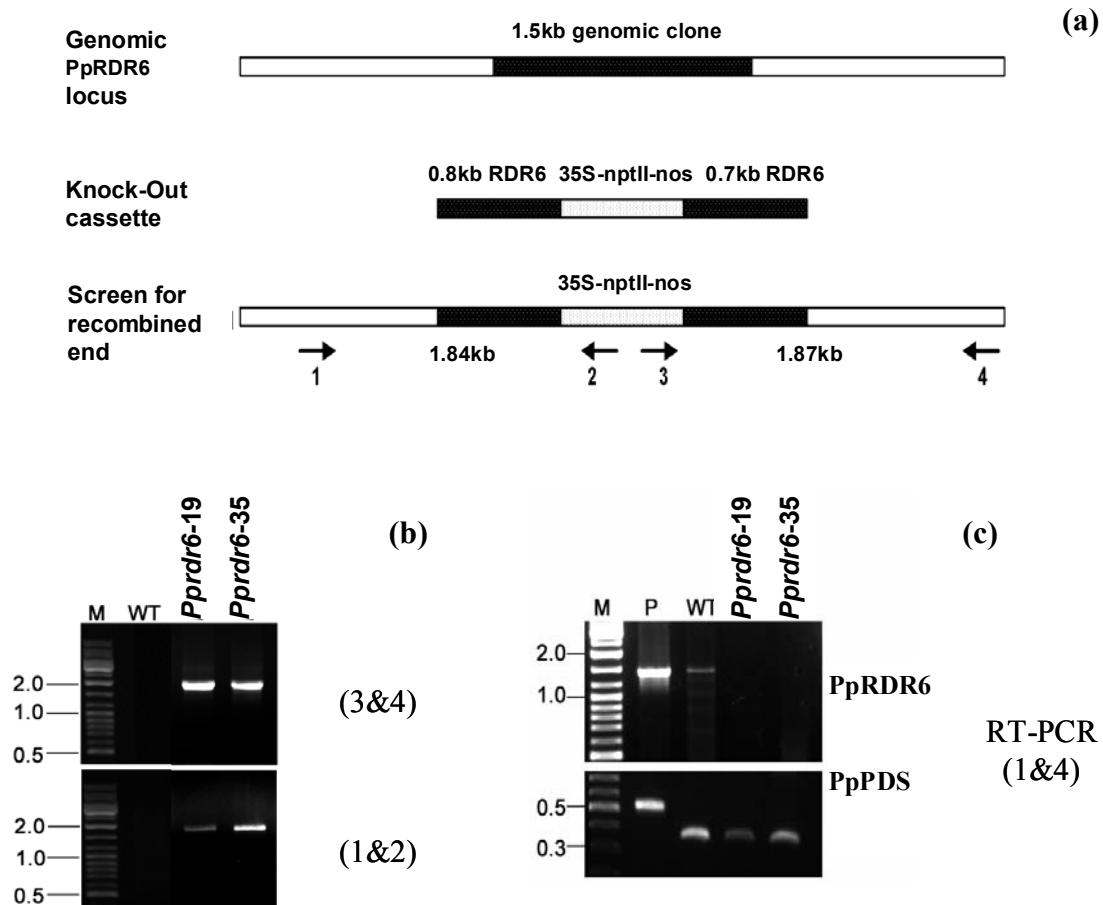 (a)
Genomic
PpRDR6
locus
1.5kb genomic clone
Knock-Out
cassette
0.8kb RDR6 35S-nptII-nos 0.7kb RDR6
Screen for
recombined
end
35S-nptII-nos
1.84kb 1.87kb
1 2 3 4
(b)
M WT Pprdr6-19 Pprdr6-35
2.0
1.0
0.5
(3&4)
2.0
1.0
0.5
(1&2)
(c)
M P WT Pprdr6-19 Pprdr6-35
2.0
1.0
PpRDR6
0.5
0.3
PpPDS
RT-PCR
(1&4)